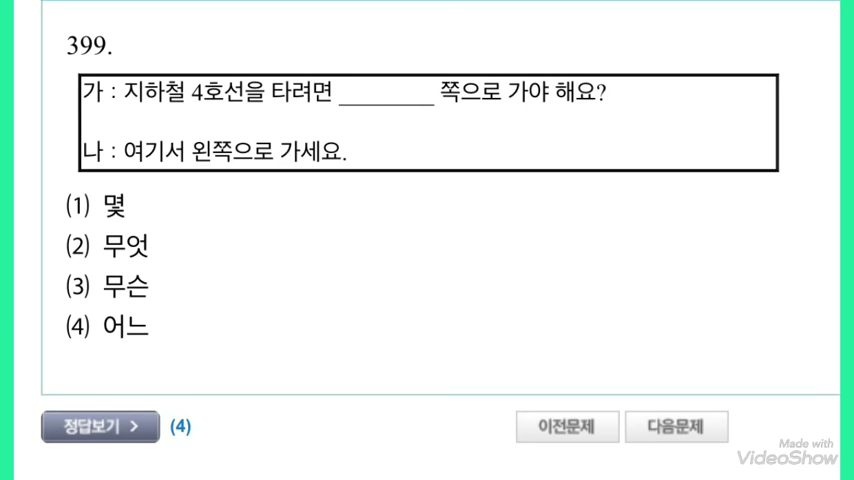 399.
가 : 지하철 4호선을 타려면 ________ 쪽으로 가야 해요?
나 : 여기서 왼쪽으로 가세요.
(1) 몇
(2) 무엇
(3) 무슨
(4) 어느
정답보기 > (4)
이전문제 다음문제
Made with
VideoShow